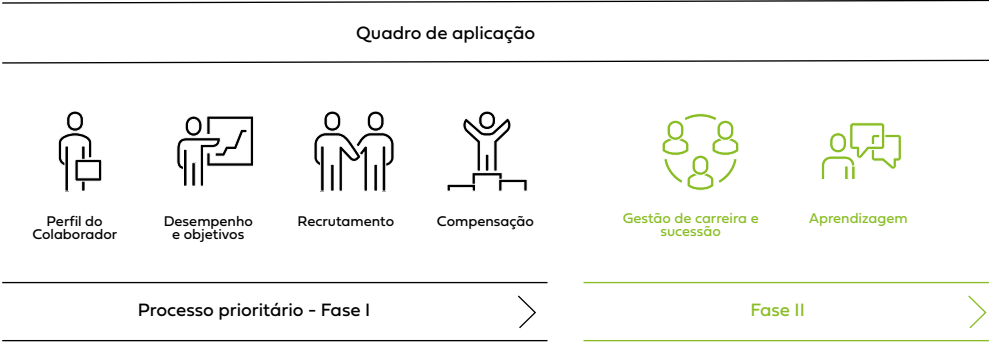 Quadro de aplicação
Perfil do
Colaborador
Desempenho
e objetivos
Recrutamento
Compensação
Gestão de carreira e
sucessão
Aprendizagem
Processo prioritário - Fase I
Fase II